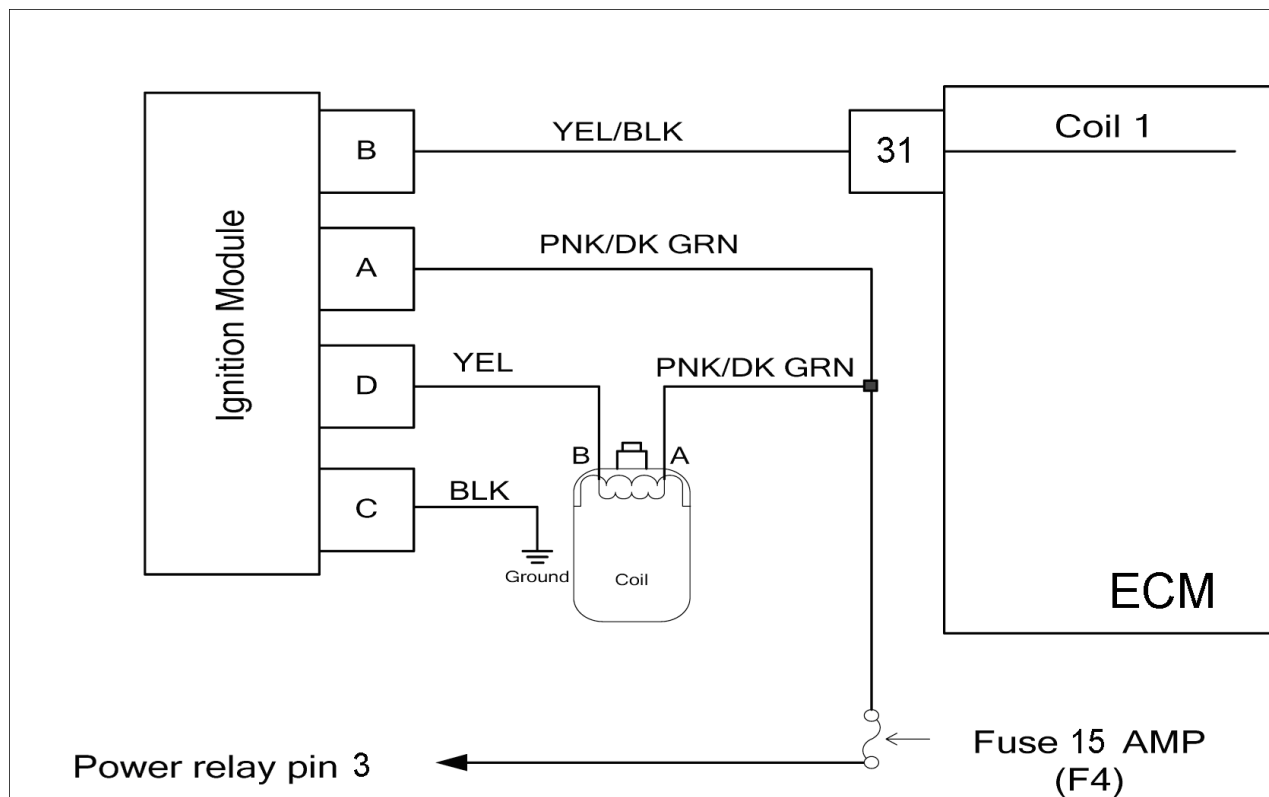 Ignition Module
B
YEL/BLK
31
Coil 1
A
PNK/DK GRN
D
YEL
PNK/DK GRN
B
A
C
BLK
Ground
Coil
ECM
Power relay pin 3
Fuse 15 AMP
(F4)